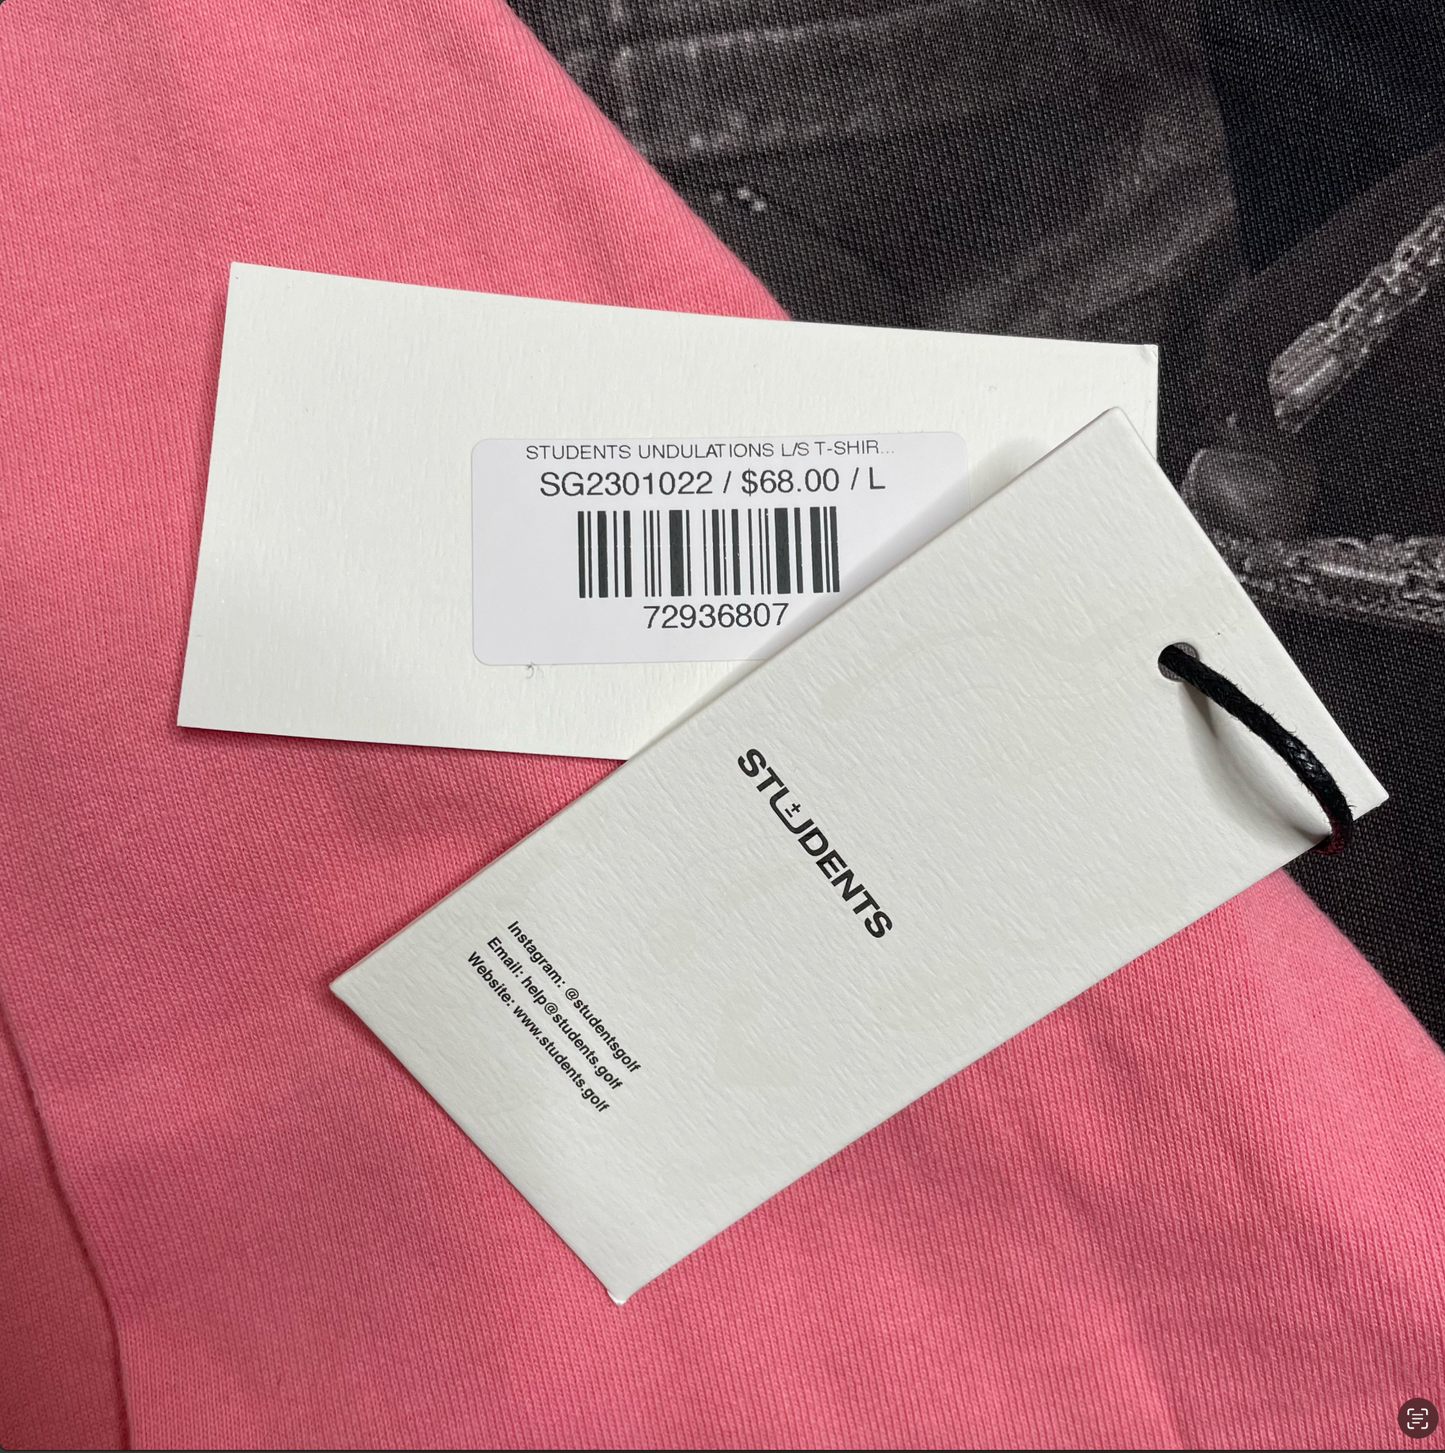 STUDENTS UNDULATIONS L/S T-SHIR...
SG2301022 / $68.00 / L
72936807
STUDENTS
Instagram: @studentsgolf
Email: help@students.golf
Website: www.students.golf